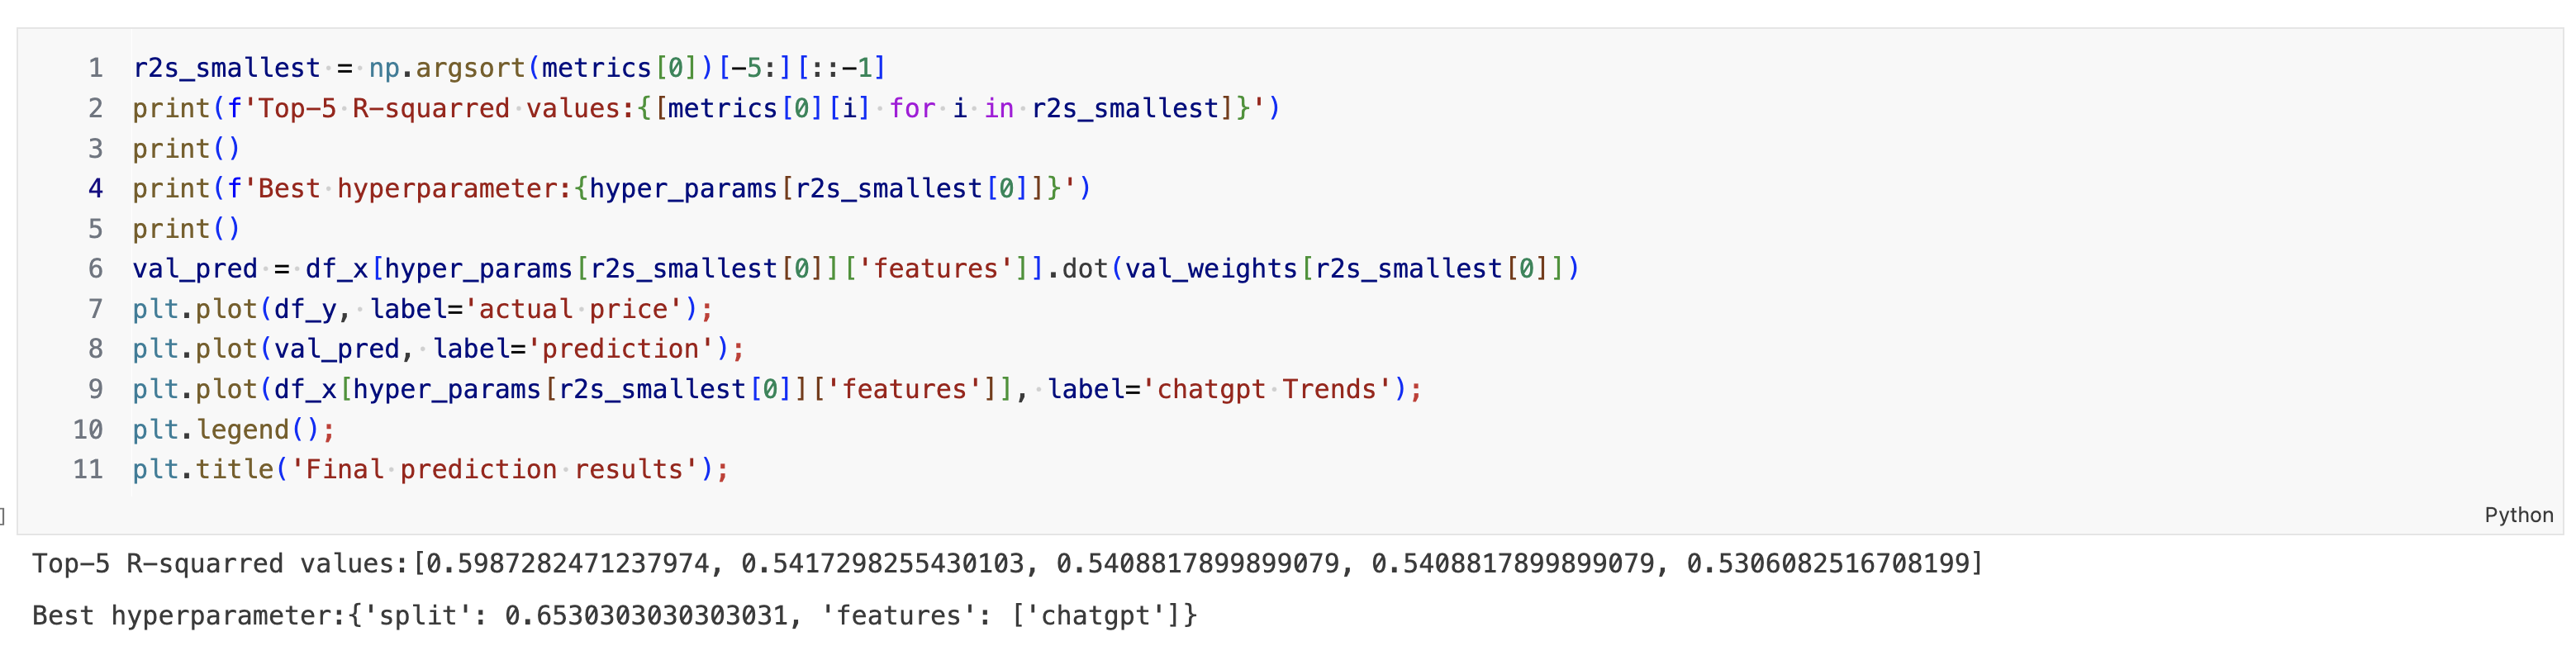 1 r2s_smallest = np.argsort(metrics[0])[-5:][::-1]
2 print(f'Top-5 R-squarred values:{[metrics[0][i] for i in r2s_smallest]}')
3 print()
4 print(f'Best hyperparameter:{hyper_params[r2s_smallest[0]]}')
5 print()
6 val_pred = df_x[hyper_params[r2s_smallest[0]]['features']].dot(val_weights[r2s_smallest[0]])
7 plt.plot(df_y, label='actual price');
8 plt.plot(val_pred, label='prediction');
9 plt.plot(df_x[hyper_params[r2s_smallest[0]]['features']], label='chatgpt Trends');
10 plt.legend();
11 plt.title('Final prediction results');
]
Python
Top-5 R-squarred values:[0.5987282471237974, 0.5417298255430103, 0.5408817899899079, 0.5408817899899079, 0.5306082516708199]
Best hyperparameter:{'split': 0.6530303030303031, 'features': ['chatgpt']}